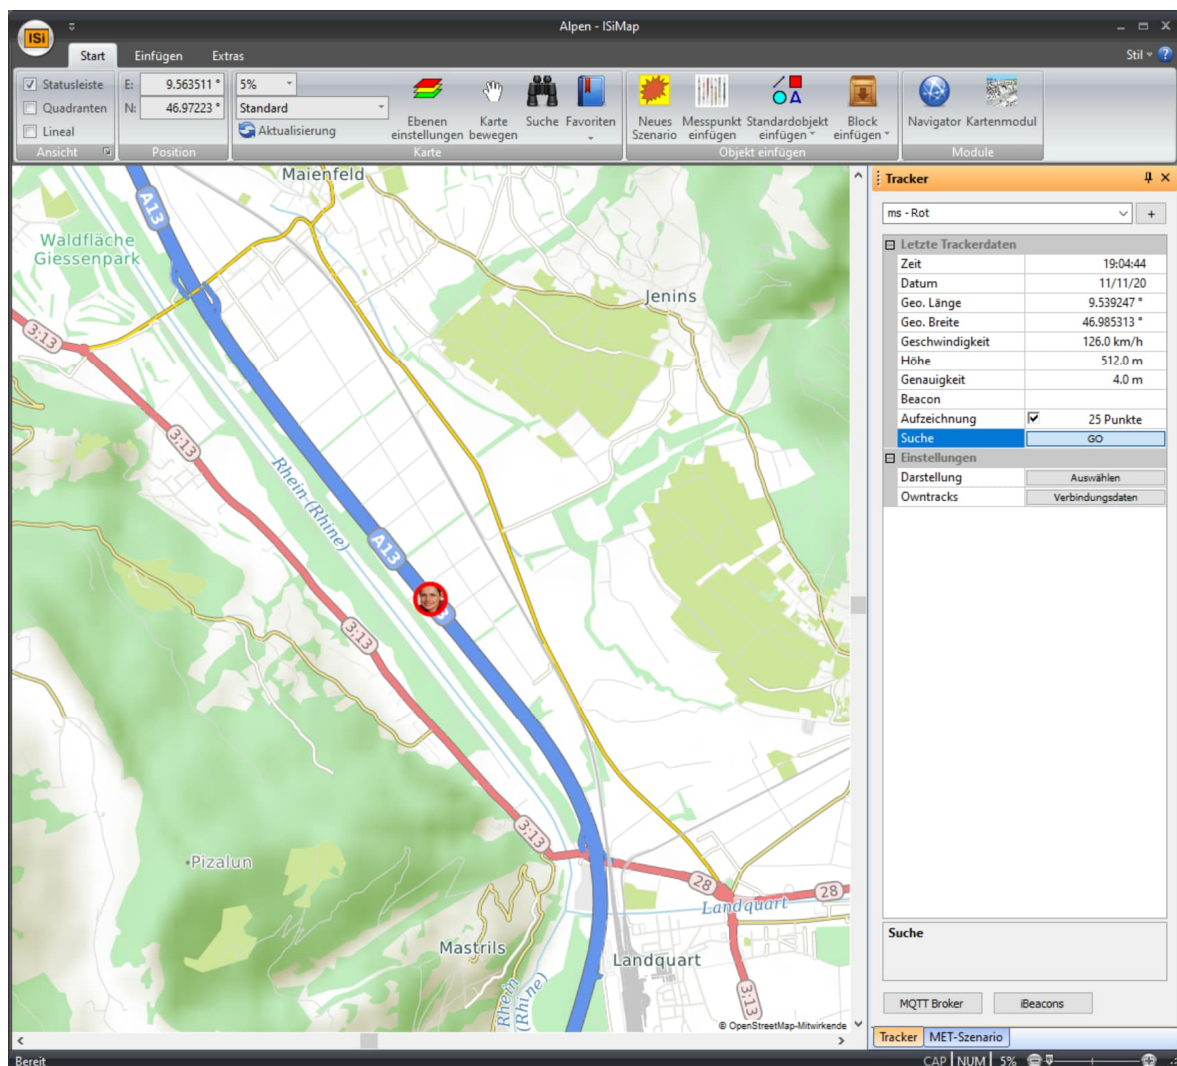 Alpen - ISiMap
ISi
Start Einfügen Extras Stil
Statusleiste E: 9.563511 ° 5%
Quadranten N: 46.97223 ° Standard
Lineal Aktualisierung
Ebenen einstellungen
Karte bewegen
Suche Favoriten
Neues Szenario
Messpunkt einfügen
Standardobjekt einfügen
Block einfügen
Navigator Kartenmodul
Ansicht Position Karte Objekt einfügen Module
Maienfeld
A13
Waldfläche
Giessenpark
Jenins
3;13
3;13
Rhein (Rhine)
A13
3;13
3;13
Pizalun
28
28
Landquart
Mastrils
Landquart
3;13
Rhein
(Rhine)
© OpenStreetMap-Mitwirkende
Tracker
ms - Rot +
Letzte Trackerdaten
Zeit 19:04:44
Datum 11/11/20
Geo. Länge 9.539247 °
Geo. Breite 46.985313 °
Geschwindigkeit 126.0 km/h
Höhe 512.0 m
Genauigkeit 4.0 m
Beacon
Aufzeichnung 25 Punkte
Suche GO
Einstellungen
Darstellung Auswählen
Owntracks Verbindungsdaten
Suche
MQTT Broker iBeacons
Tracker MET-Szenario
Bereit CAP NUM 5%